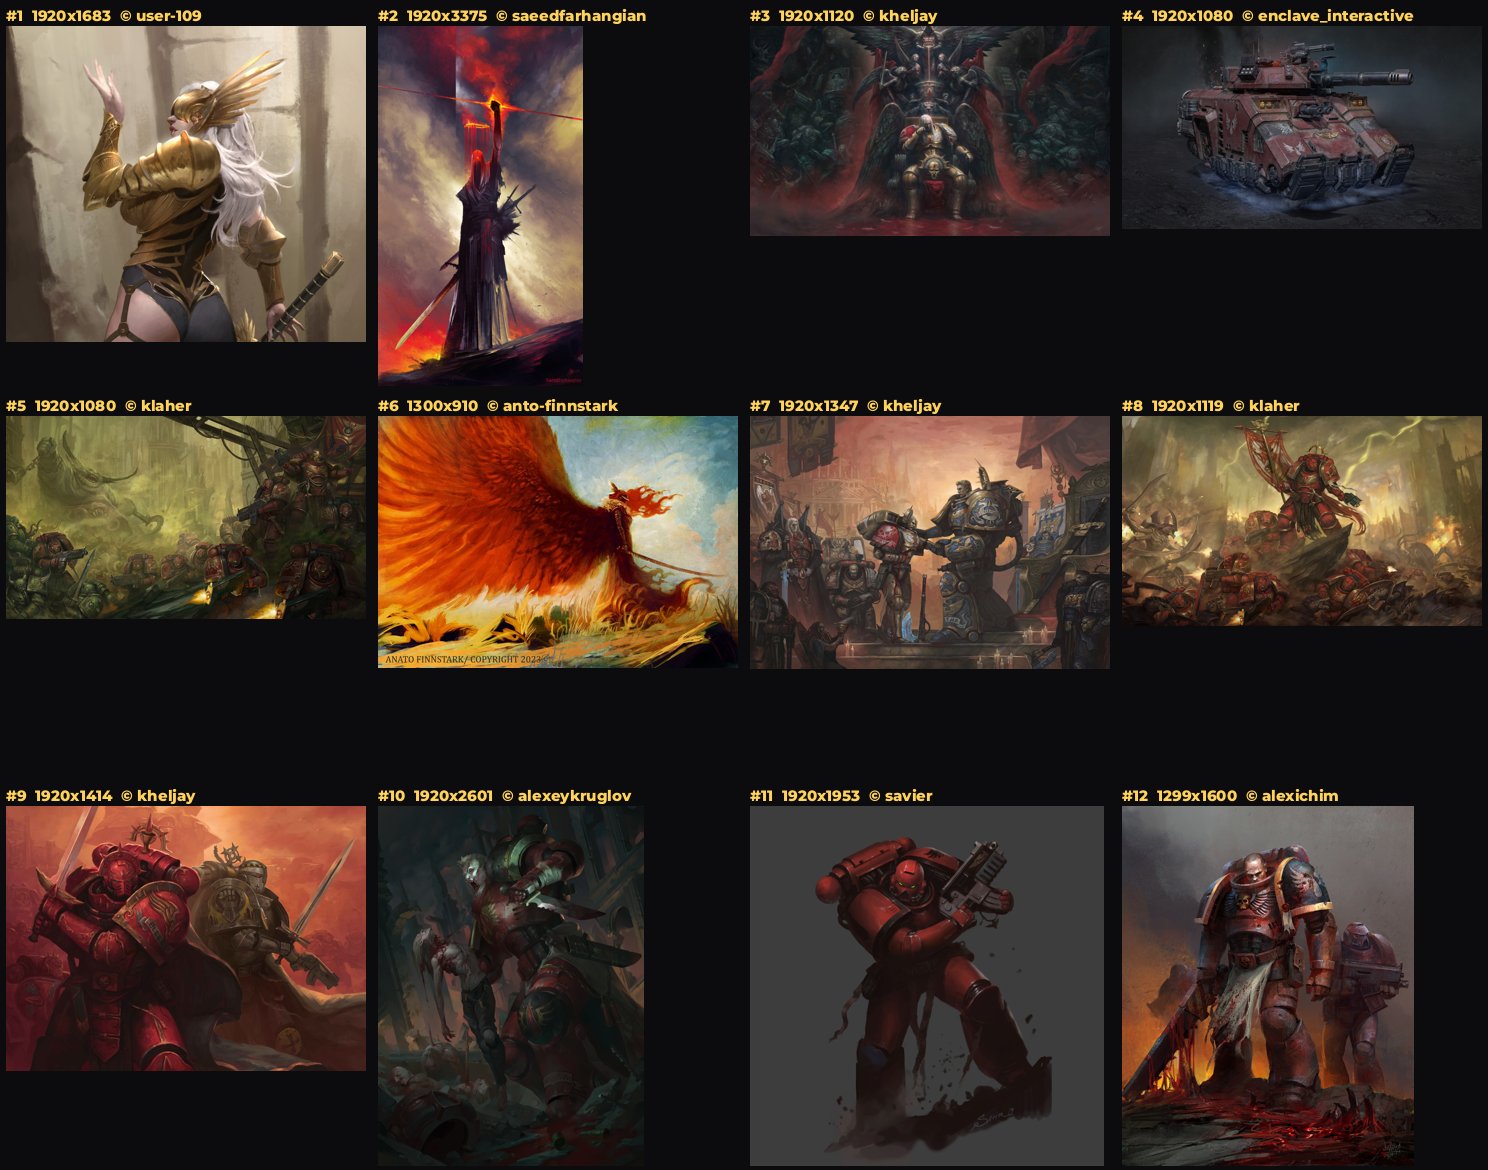 #1 1920x1683 © user-109
#2 1920x3375 © saeedfarhangian
#3 1920x1120 © kheljay
#4 1920x1080 © enclave_interactive
#5 1920x1080 © klaher
#6 1300x910 © anto-finnstark
#7 1920x1347 © kheljay
#8 1920x1119 © klaher
ANATO FINNSTARK/ COPYRIGHT 2023 ©
#9 1920x1414 © kheljay
#10 1920x2601 © alexeykruglov
#11 1920x1953 © savier
#12 1299x1600 © alexichim